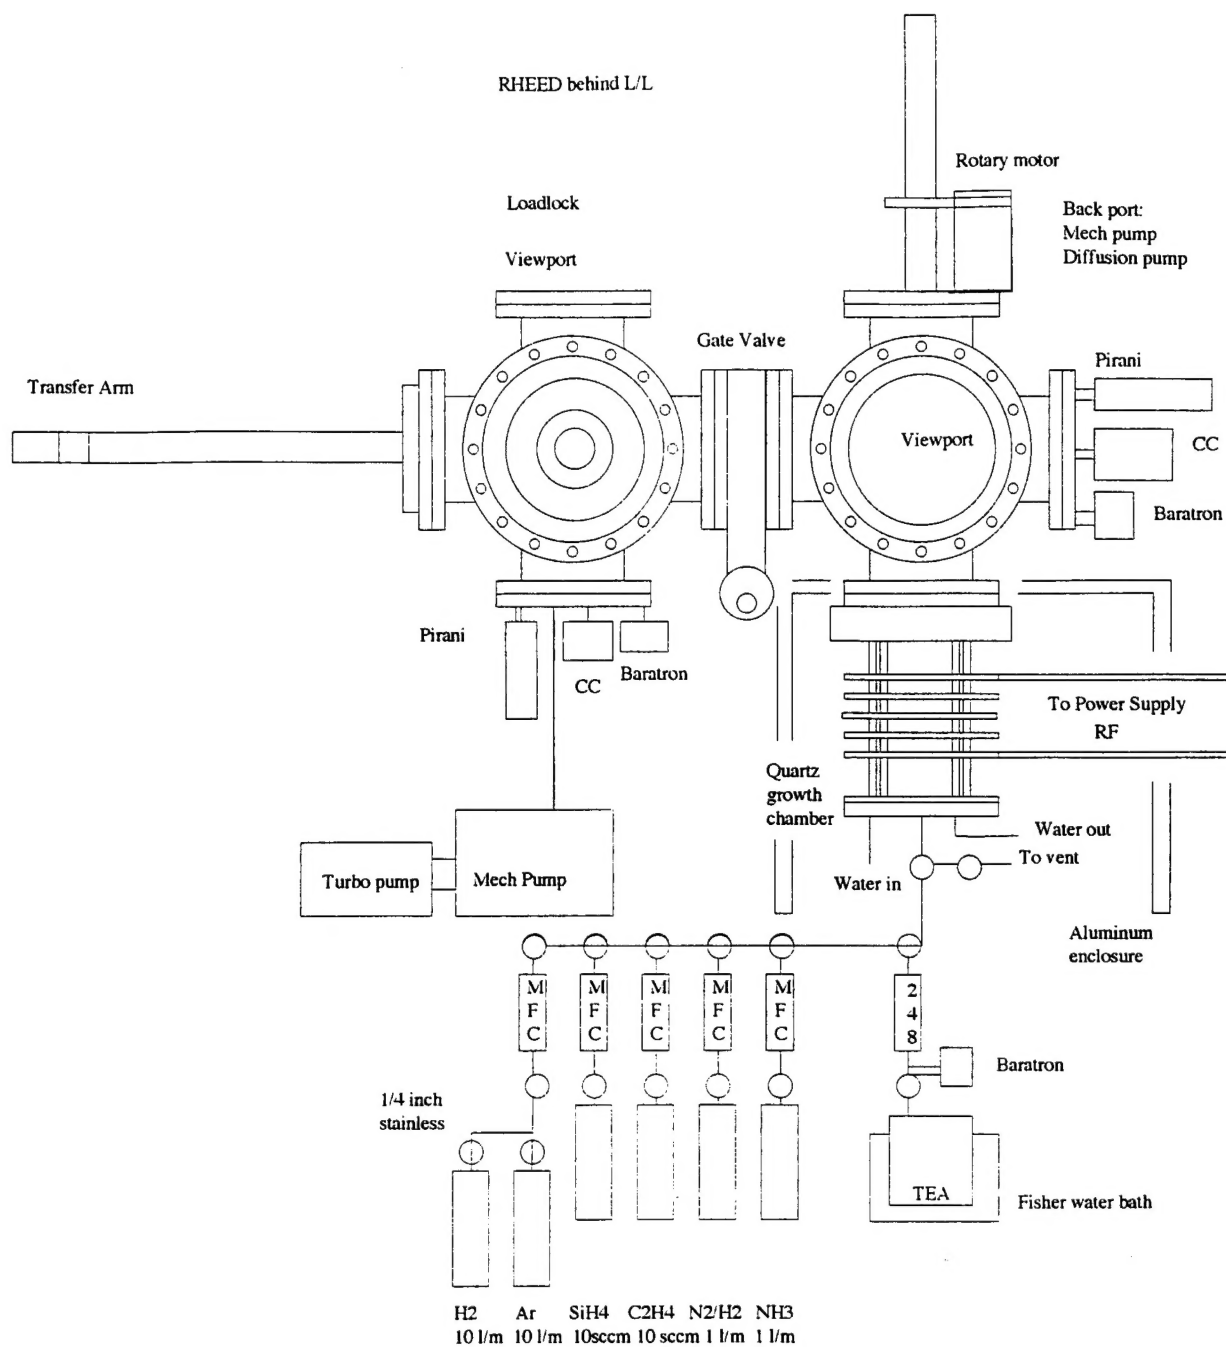 RHEED behind L/L
Rotary motor
Loadlock
Back port:
Mech pump
Diffusion pump
Viewport
Gate Valve
Pirani
Transfer Arm
Viewport
CC
Baratron
Pirani
CC
Baratron
To Power Supply
RF
Quartz
growth
chamber
Water out
To vent
Water in
Turbo pump
Mech Pump
Aluminum
enclosure
M
F
C
M
F
C
M
F
C
M
F
C
M
F
C
2
4
8
Baratron
1/4 inch
stainless
TEA
Fisher water bath
H2 Ar SiH4 C2H4 N2/H2 NH3
10 l/m 10 l/m 10sccm 10 sccm 1 l/m 1 l/m